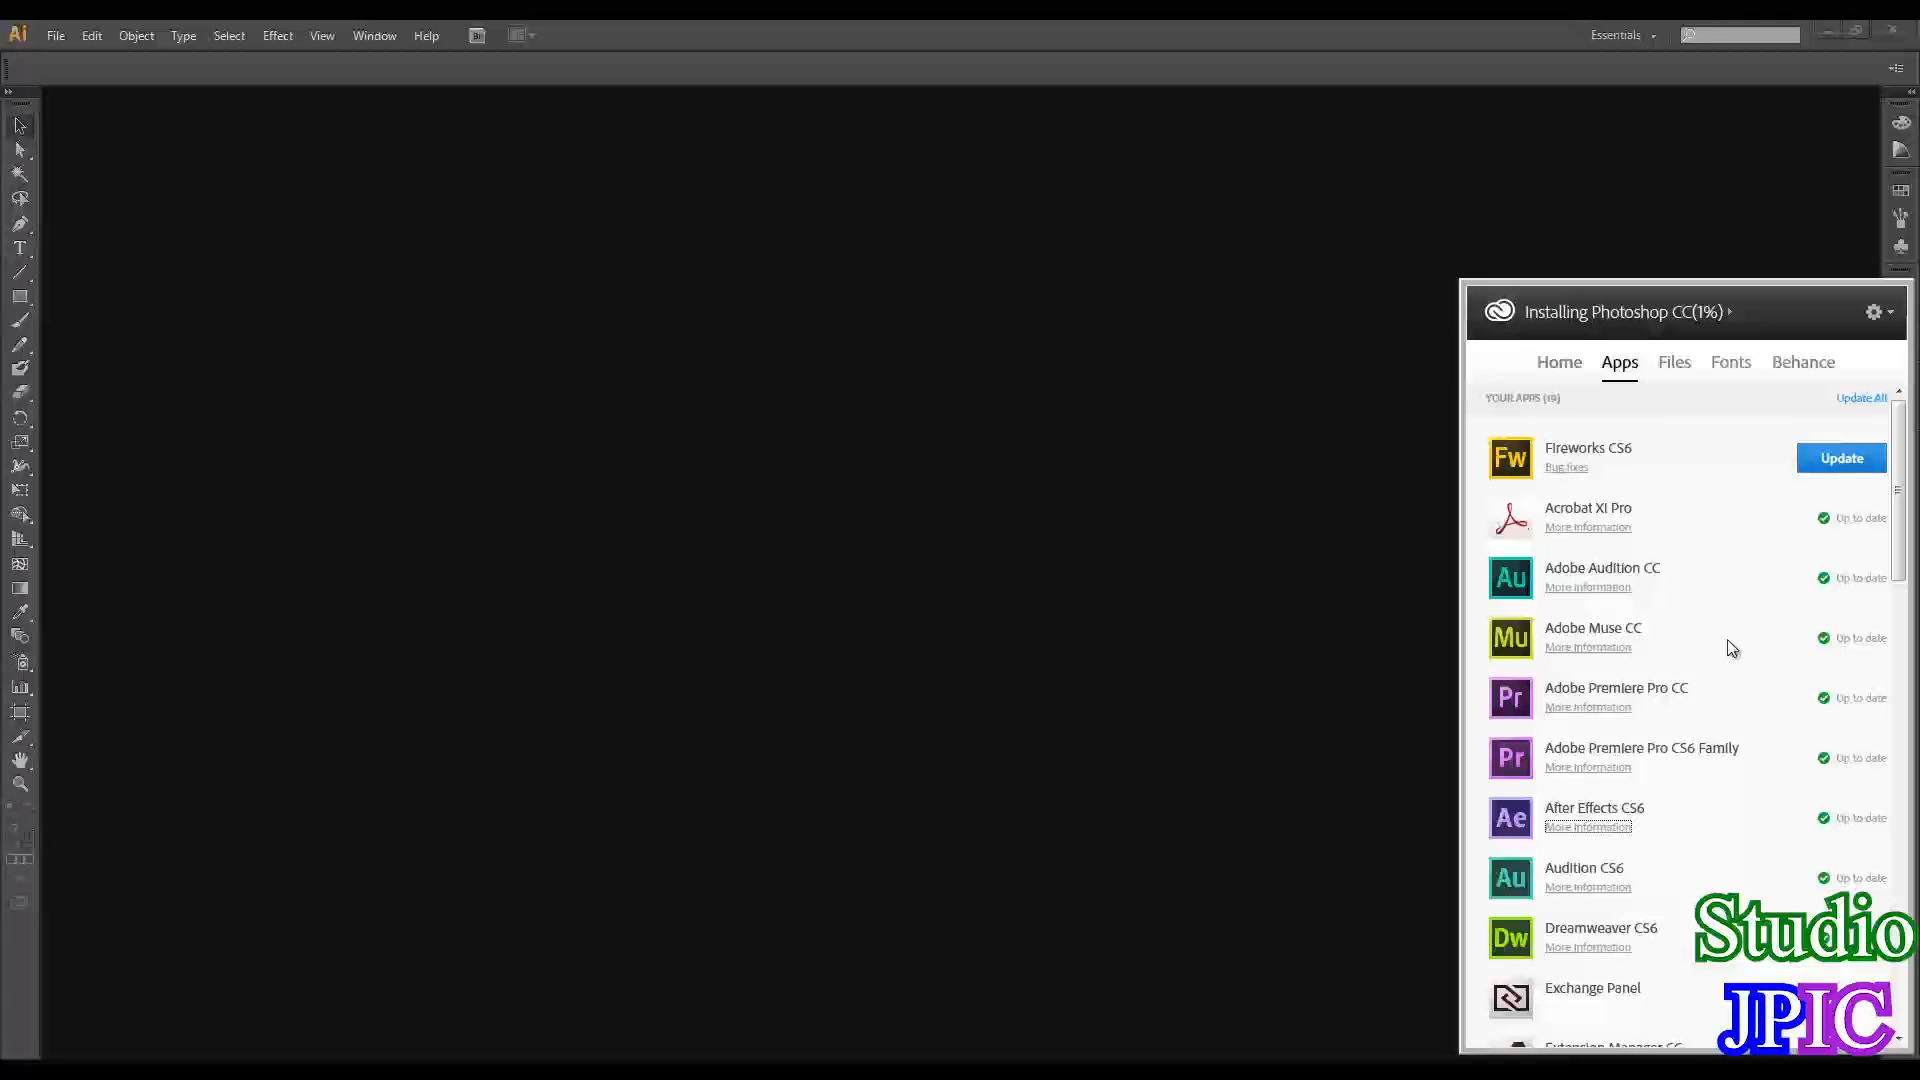 Ai File Edit Object Type Select Effect View Window Help Br Essentials
Installing Photoshop CC(1%)
Home Apps Files Fonts Behance
YOUR APPS (19) Update All
Fw Fireworks CS6 Update
Bug fixes
Acrobat XI Pro Up to date
More Information
Au Adobe Audition CC Up to date
More Information
Mu Adobe Muse CC Up to date
More Information
Pr Adobe Premiere Pro CC Up to date
More Information
Pr Adobe Premiere Pro CS6 Family Up to date
More Information
Ae After Effects CS6 Up to date
More Information
Au Audition CS6 Up to date
More Information
Dw Dreamweaver CS6
More Information
Exchange Panel
Extension Manager CC
Studio
JPIC